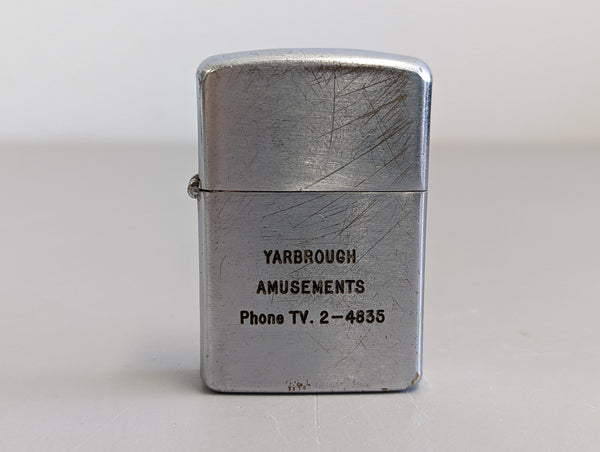 YARBROUGH
AMUSEMENTS
Phone TV. 2-4835